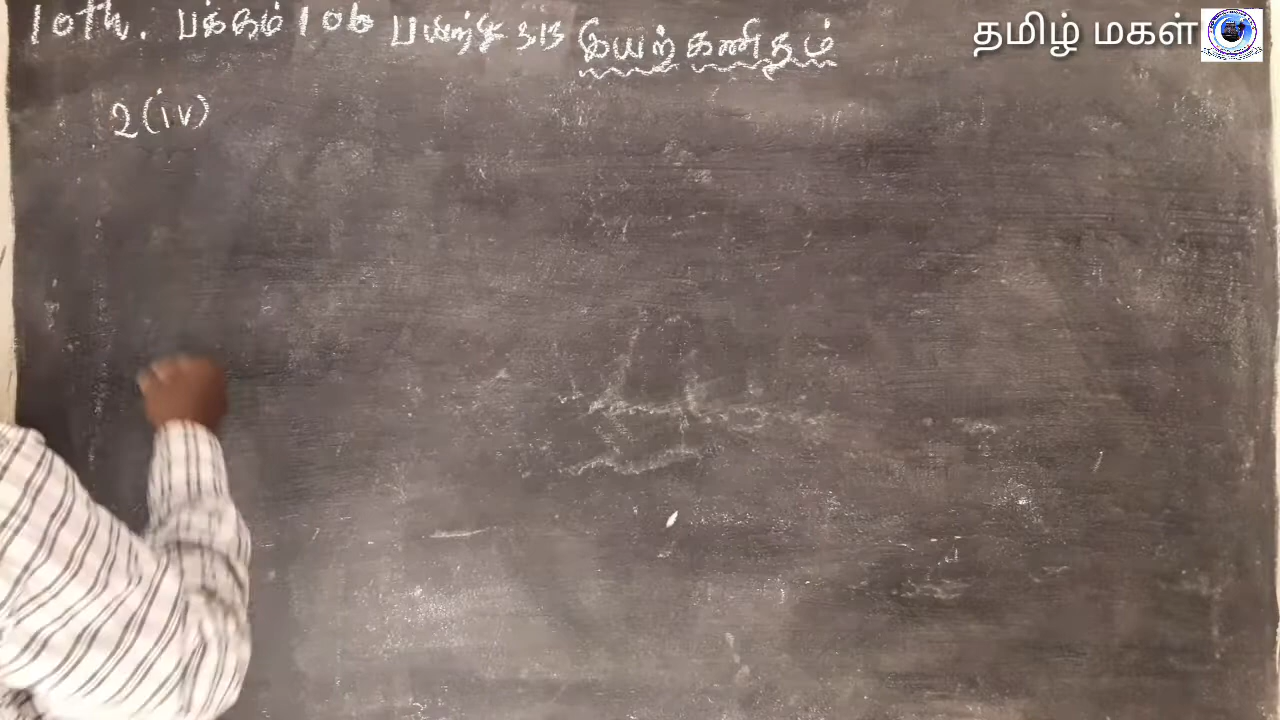 10th. பக்கம் 106 பயிற்சி 3.13 இயற்கணிதம்
தமிழ் மகள்
2(iv)